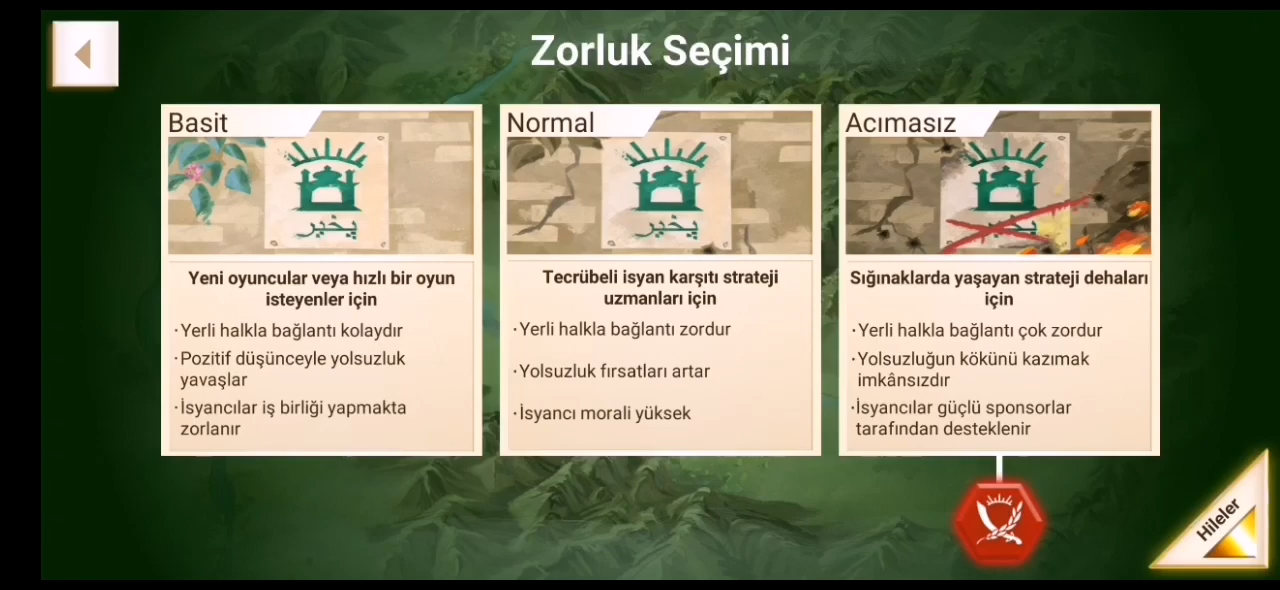 Zorluk Seçimi
Basit
پخیر
Yeni oyuncular veya hızlı bir oyun
isteyenler için
·Yerli halkla bağlantı kolaydır
·Pozitif düşünceyle yolsuzluk
yavaşlar
·İsyancılar iş birliği yapmakta
zorlanır
Normal
پخیر
Tecrübeli isyan karşıtı strateji
uzmanları için
·Yerli halkla bağlantı zordur
·Yolsuzluk fırsatları artar
·İsyancı morali yüksek
Acımasız
Sığınaklarda yaşayan strateji dehaları
için
·Yerli halkla bağlantı çok zordur
·Yolsuzluğun kökünü kazımak
imkânsızdır
·İsyancılar güçlü sponsorlar
tarafından desteklenir
Hileler